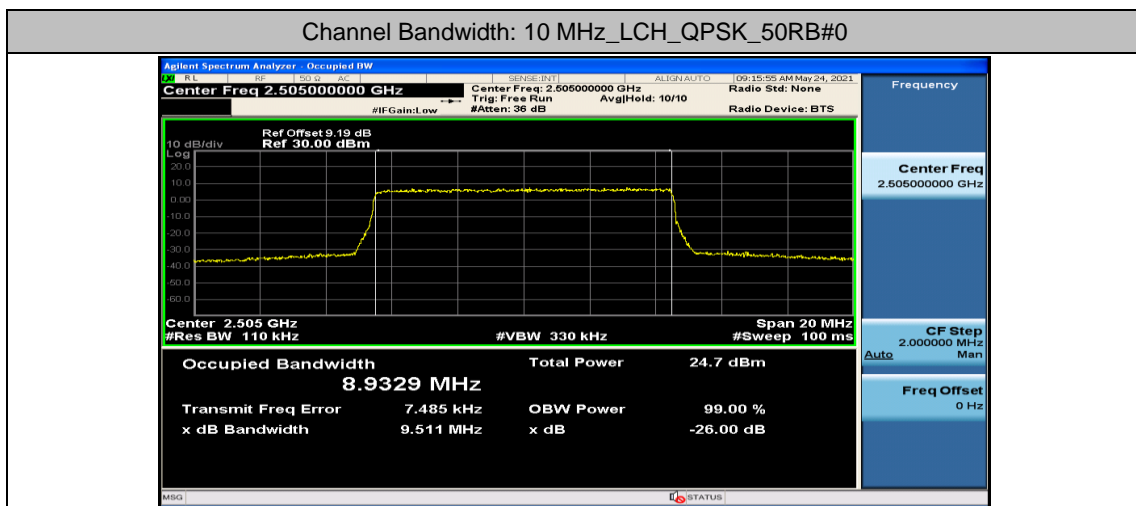 Channel Bandwidth: 10 MHz_LCH_QPSK_50RB#0
Agilent Spectrum Analyzer - Occupied BW
LXI RL RF 50 Ω AC SENSE:INT ALIGN AUTO 09:15:55 AM May 24, 2021
Center Freq 2.505000000 GHz
Center Freq: 2.505000000 GHz
Radio Std: None
Trig: Free Run Avg|Hold: 10/10
#IFGain:Low #Atten: 36 dB Radio Device: BTS
Ref Offset 9.19 dB
10 dB/div Ref 30.00 dBm
Log
20.0
10.0
0.00
-10.0
-20.0
-30.0
-40.0
-50.0
-60.0
Center 2.505 GHz Span 20 MHz
#Res BW 110 kHz #VBW 330 kHz #Sweep 100 ms
Occupied Bandwidth Total Power 24.7 dBm
8.9329 MHz
Transmit Freq Error 7.485 kHz OBW Power 99.00 %
x dB Bandwidth 9.511 MHz x dB -26.00 dB
Frequency
Center Freq
2.505000000 GHz
CF Step
2.000000 MHz
Auto Man
Freq Offset
0 Hz
MSG STATUS